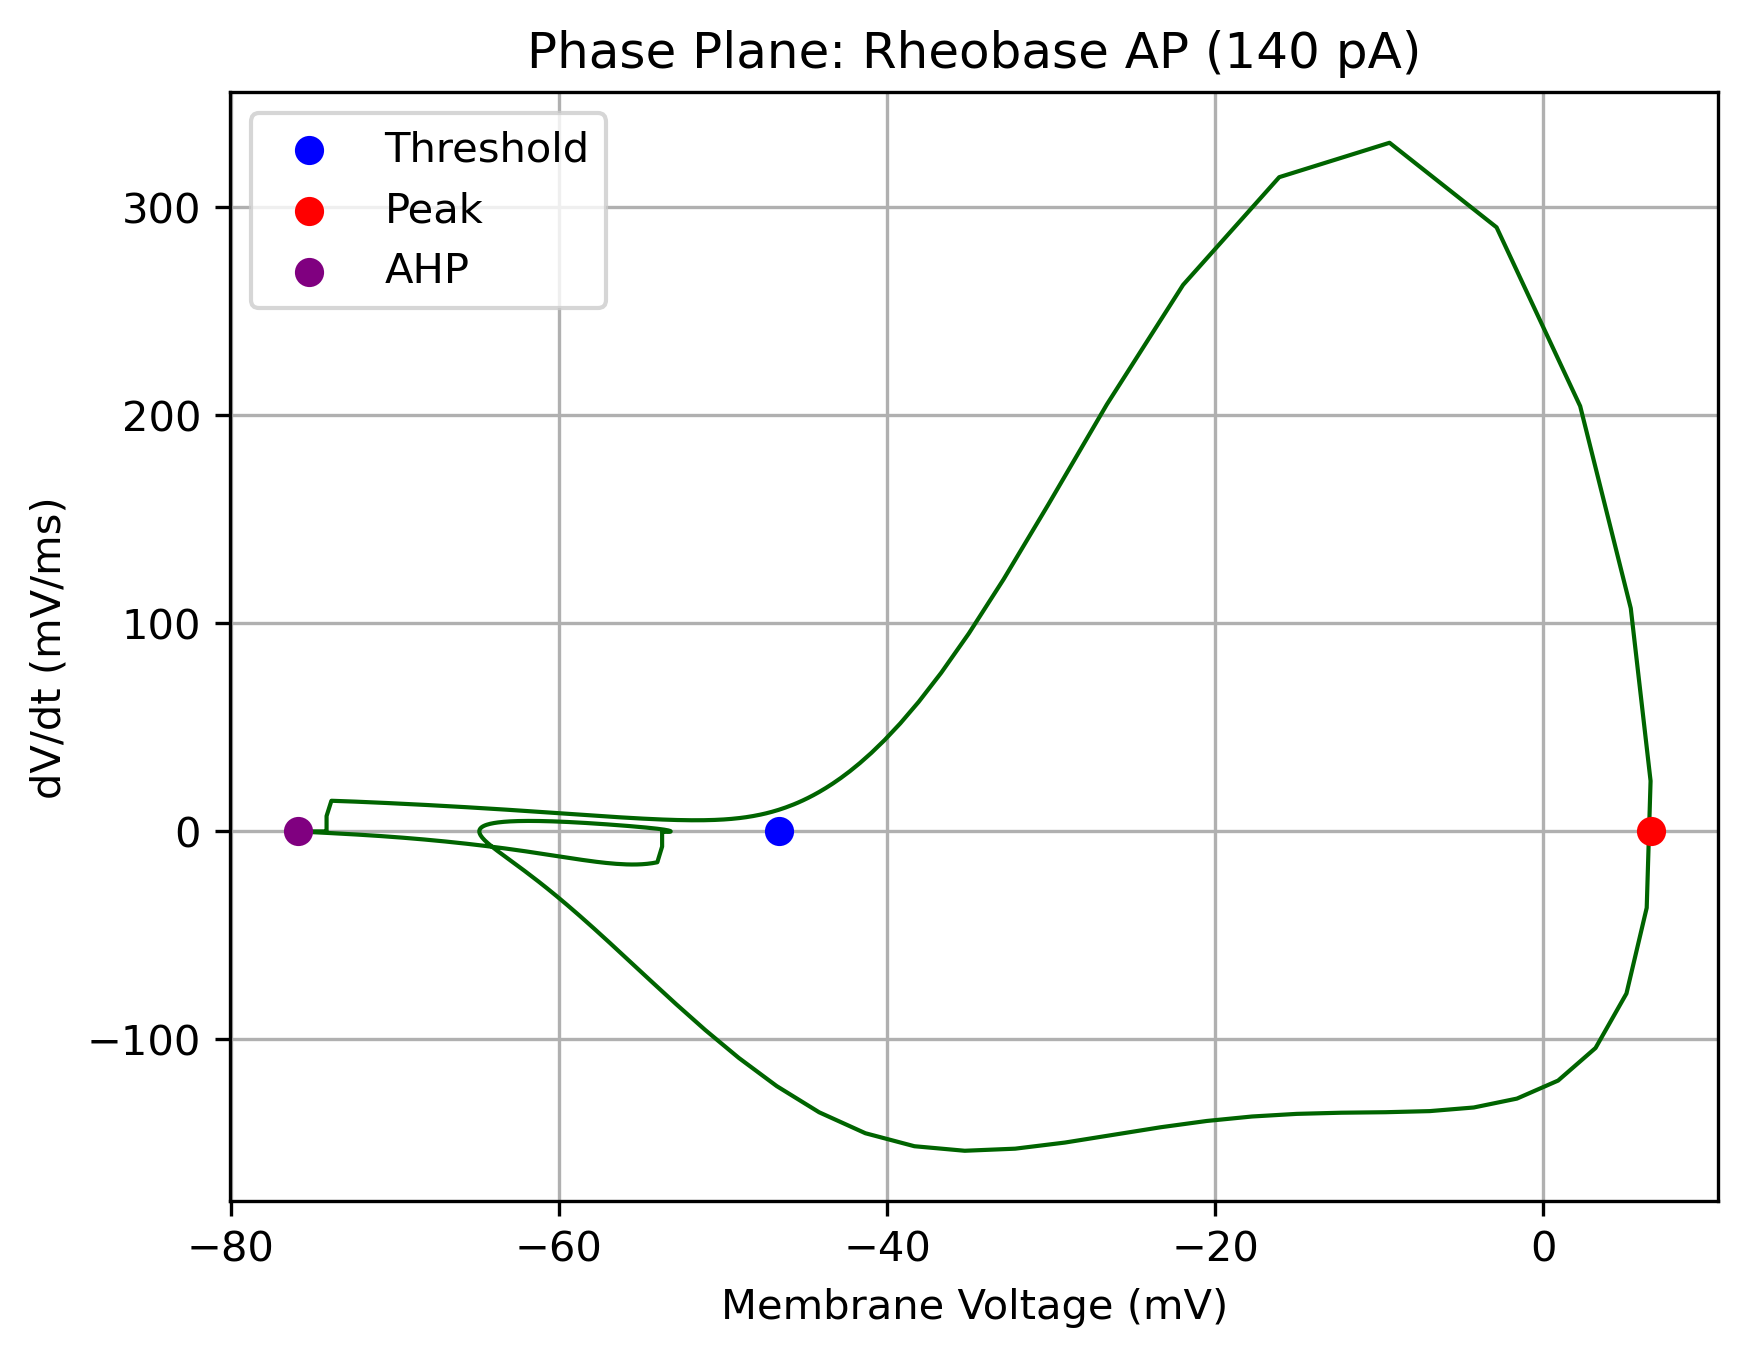 Phase Plane: Rheobase AP (140 pA)
Threshold
Peak
AHP
300
200
100
0
−100
dV/dt (mV/ms)
−80
−60
−40
−20
0
Membrane Voltage (mV)